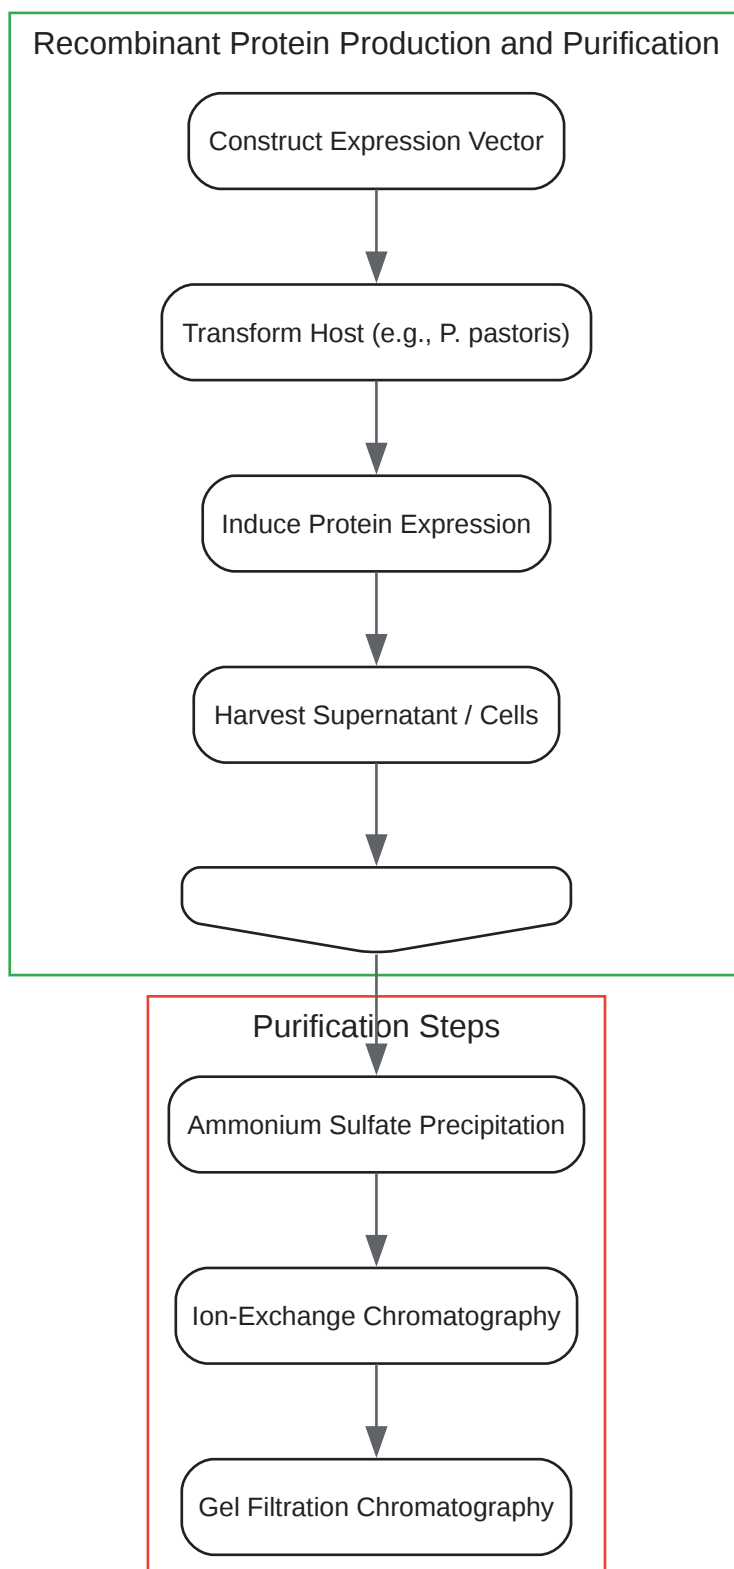 Recombinant Protein Production and Purification
Construct Expression Vector
Transform Host (e.g., P. pastoris)
Induce Protein Expression
Harvest Supernatant / Cells
Purification Steps
Ammonium Sulfate Precipitation
Ion-Exchange Chromatography
Gel Filtration Chromatography